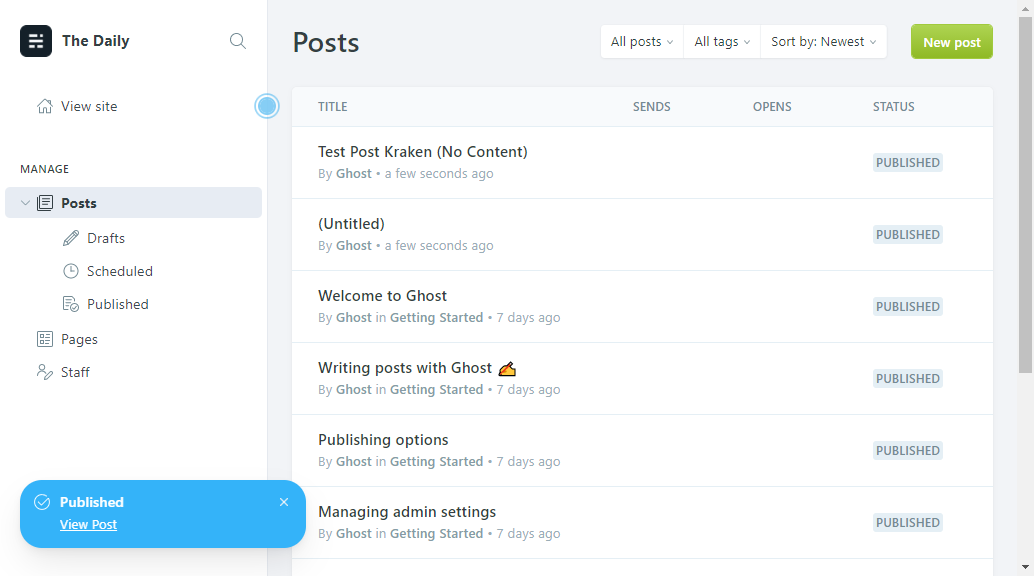 The Daily
View site
MANAGE
Posts
Drafts
Scheduled
Published
Pages
Staff
Posts
All posts
All tags
Sort by: Newest
New post
TITLE SENDS OPENS STATUS
Test Post Kraken (No Content)
By Ghost • a few seconds ago
PUBLISHED
(Untitled)
By Ghost • a few seconds ago
PUBLISHED
Welcome to Ghost
By Ghost in Getting Started • 7 days ago
PUBLISHED
Writing posts with Ghost ✍️
By Ghost in Getting Started • 7 days ago
PUBLISHED
Publishing options
By Ghost in Getting Started • 7 days ago
PUBLISHED
Managing admin settings
By Ghost in Getting Started • 7 days ago
PUBLISHED
Published
View Post